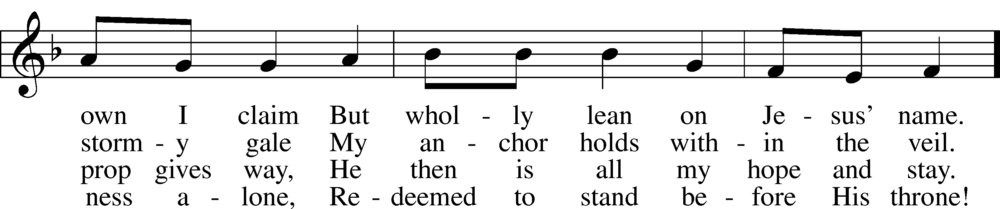 own I claim But whol - ly lean on Je - sus’ name.
storm - y gale My an - chor holds with - in the veil.
prop gives way, He then is all my hope and stay.
ness a - lone, Re - deemed to stand be - fore His throne!